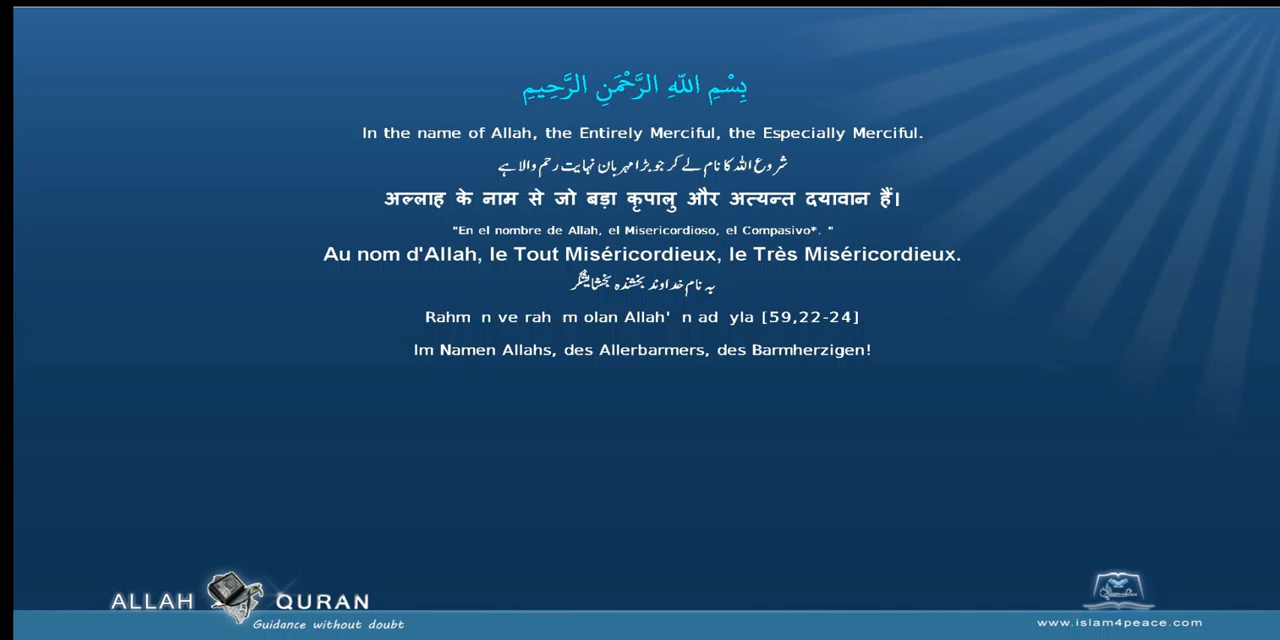 بِسْمِ اللّهِ الرَّحْمَنِ الرَّحِيمِ
In the name of Allah, the Entirely Merciful, the Especially Merciful.
شروع الله کا نام لے کر جو بڑا مہربان نہایت رحم والا ہے
अल्लाह के नाम से जो बड़ा कृपालु और अत्यन्त दयावान हैं।
"En el nombre de Allah, el Misericordioso, el Compasivo*. "
Au nom d'Allah, le Tout Miséricordieux, le Très Miséricordieux.
به نام خداوند بخشنده بخشایشگر
Rahm n ve rah m olan Allah' n ad yla [59,22-24]
Im Namen Allahs, des Allerbarmers, des Barmherzigen!
ALLAH QURAN
Guidance without doubt
www.islam4peace.com